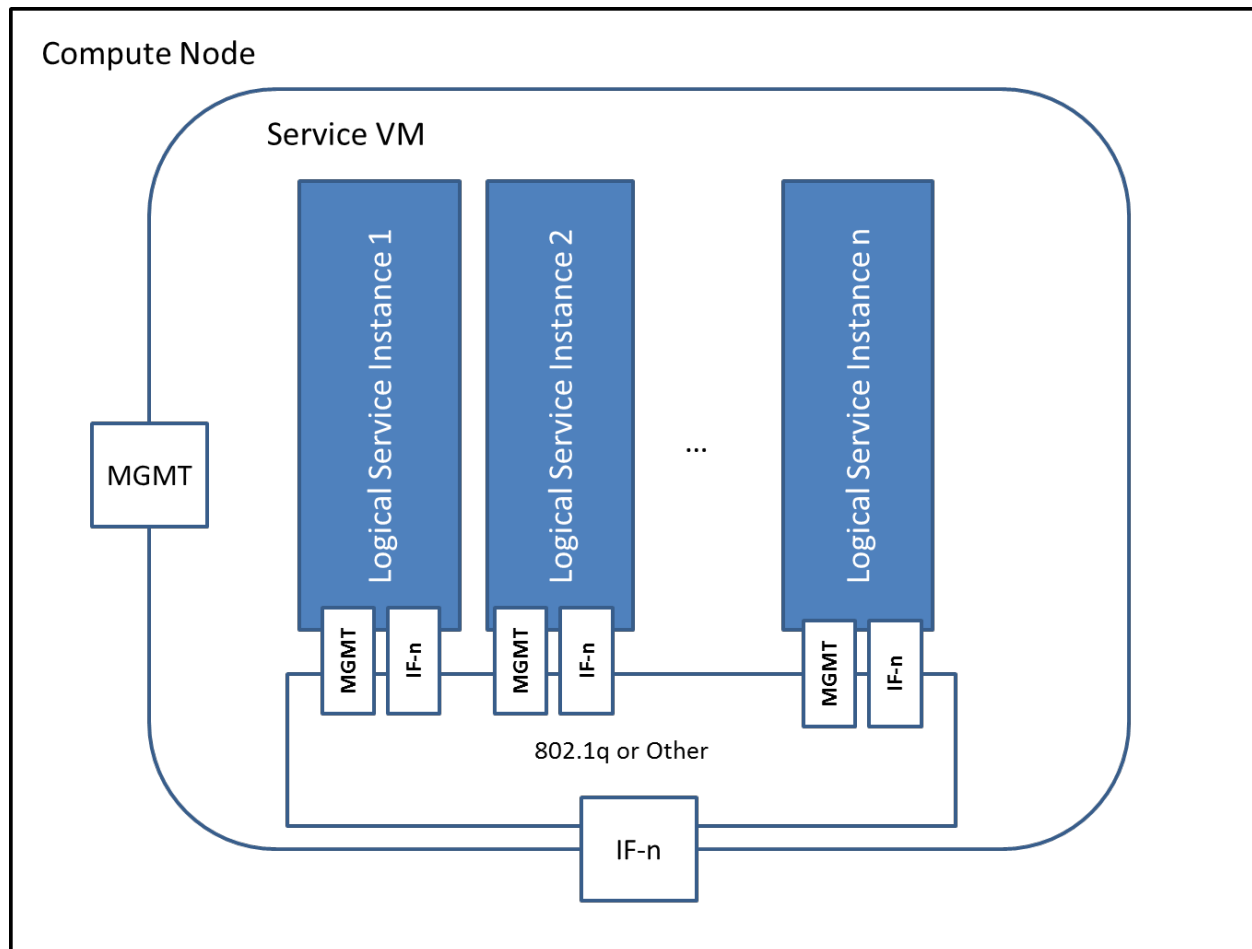 Compute Node
Service VM
Logical Service Instance 1
Logical Service Instance 2
Logical Service Instance n
...
MGMT
MGMT
IF-n
MGMT
IF-n
MGMT
IF-n
802.1q or Other
IF-n